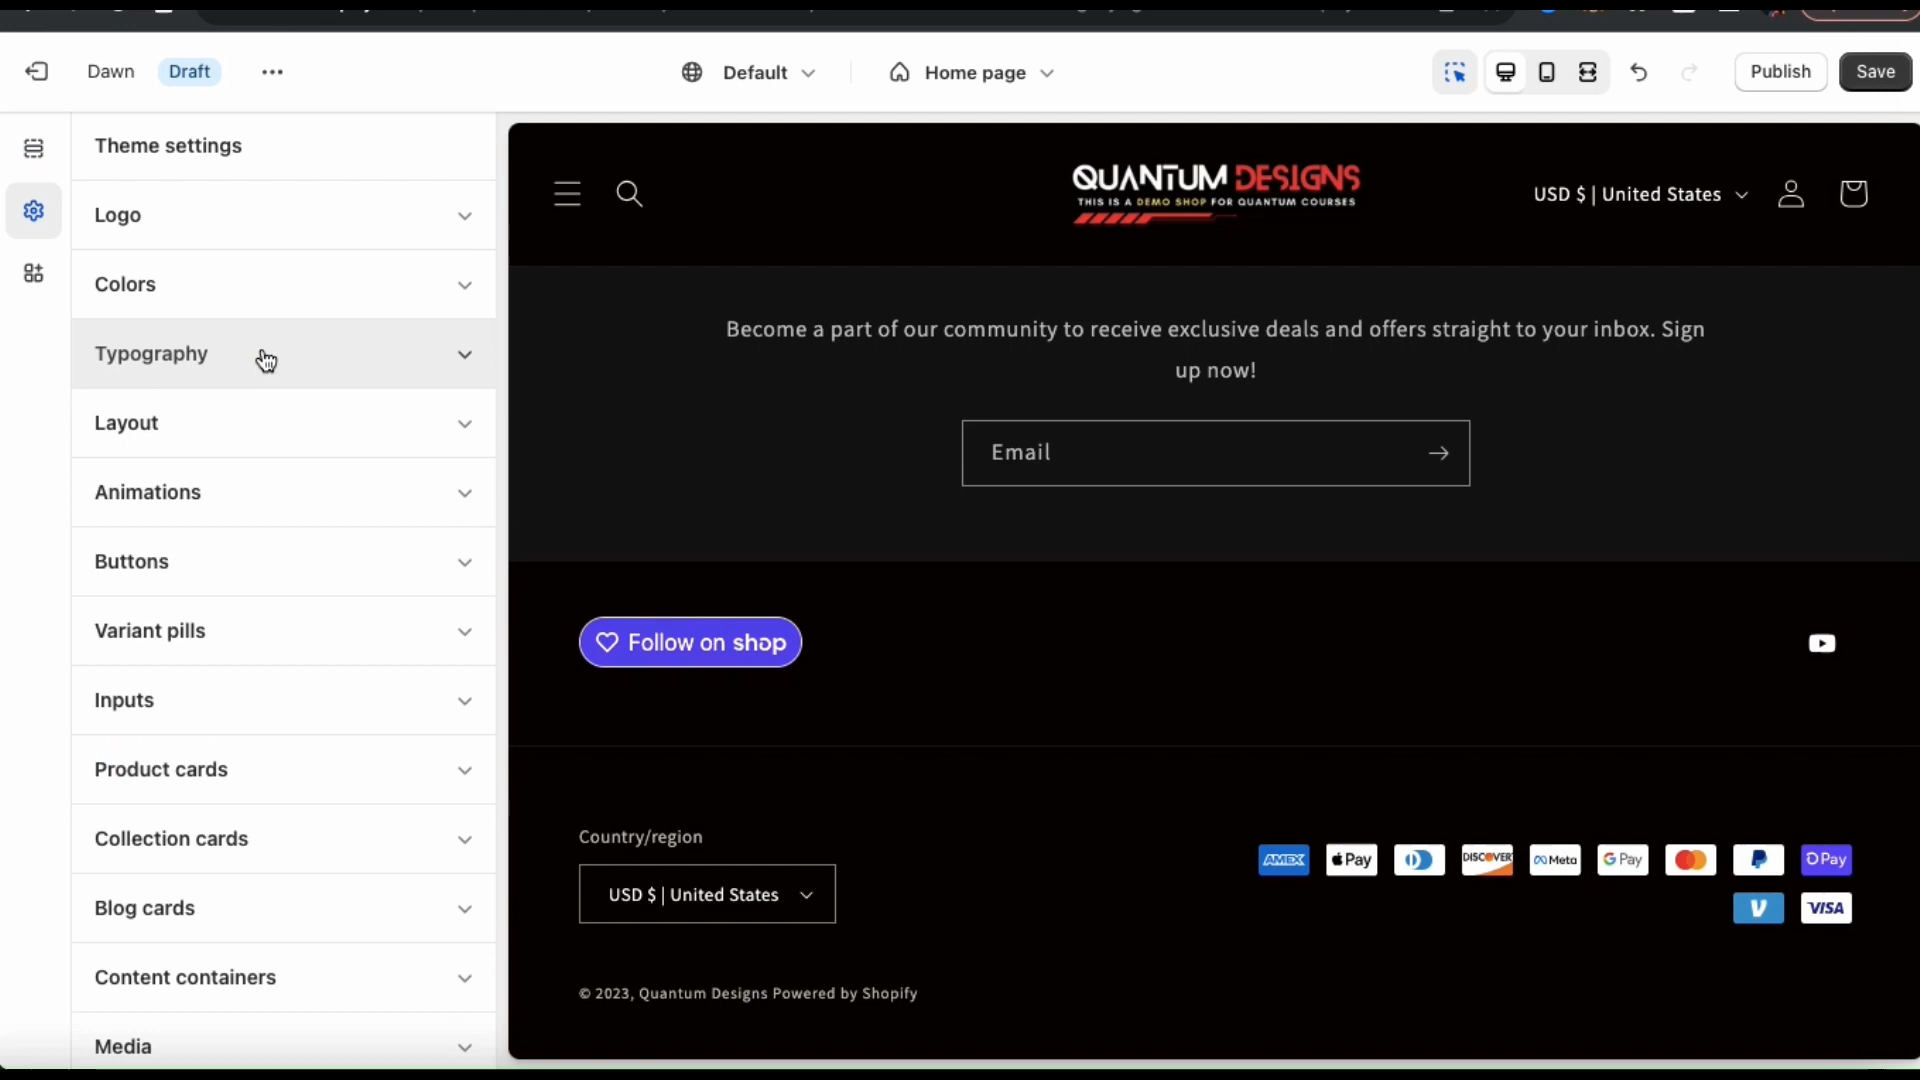 Dawn
Draft
Default
Home page
Publish
Save
Theme settings
Logo
Colors
Typography
Layout
Animations
Buttons
Variant pills
Inputs
Product cards
Collection cards
Blog cards
Content containers
Media
QUANTUM DESIGNS
THIS IS A DEMO SHOP FOR QUANTUM COURSES
USD $ | United States
Become a part of our community to receive exclusive deals and offers straight to your inbox. Sign
up now!
Email
Follow on shop
Country/region
USD $ | United States
AMEX
Pay
DISCOVER
Meta
G Pay
Pay
V
VISA
© 2023, Quantum Designs Powered by Shopify